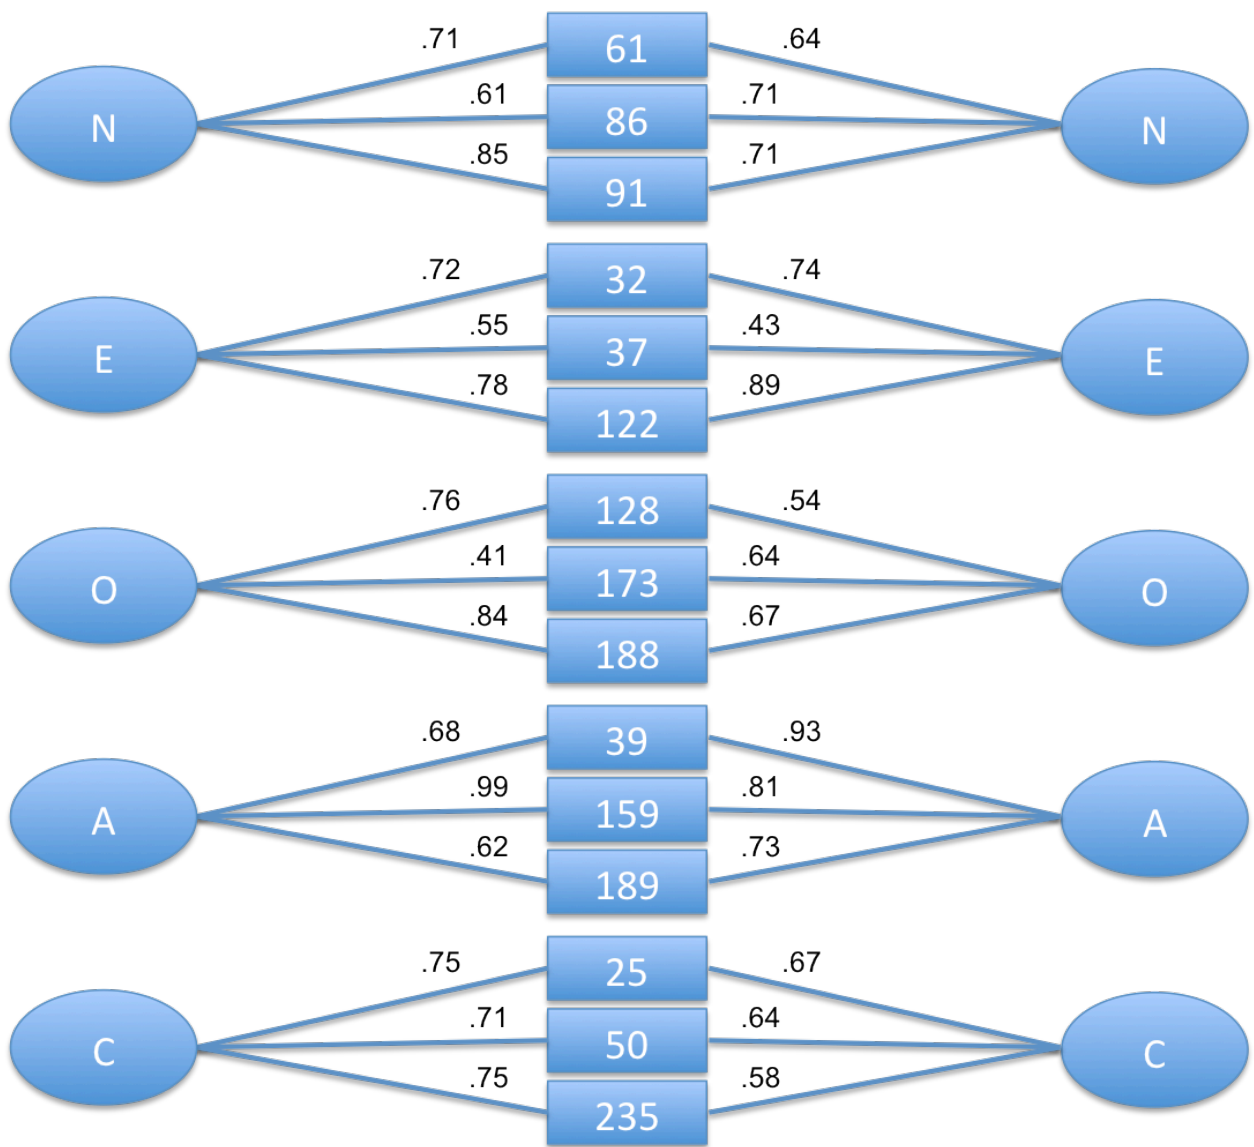 .71 61 .64
.61 86 .71
N N
.85 91 .71
.72 32 .74
.55 37 .43
E E
.78 122 .89
.76 128 .54
.41 173 .64
O O
.84 188 .67
.68 39 .93
.99 159 .81
A A
.62 189 .73
.75 25 .67
.71 50 .64
C C
.75 235 .58